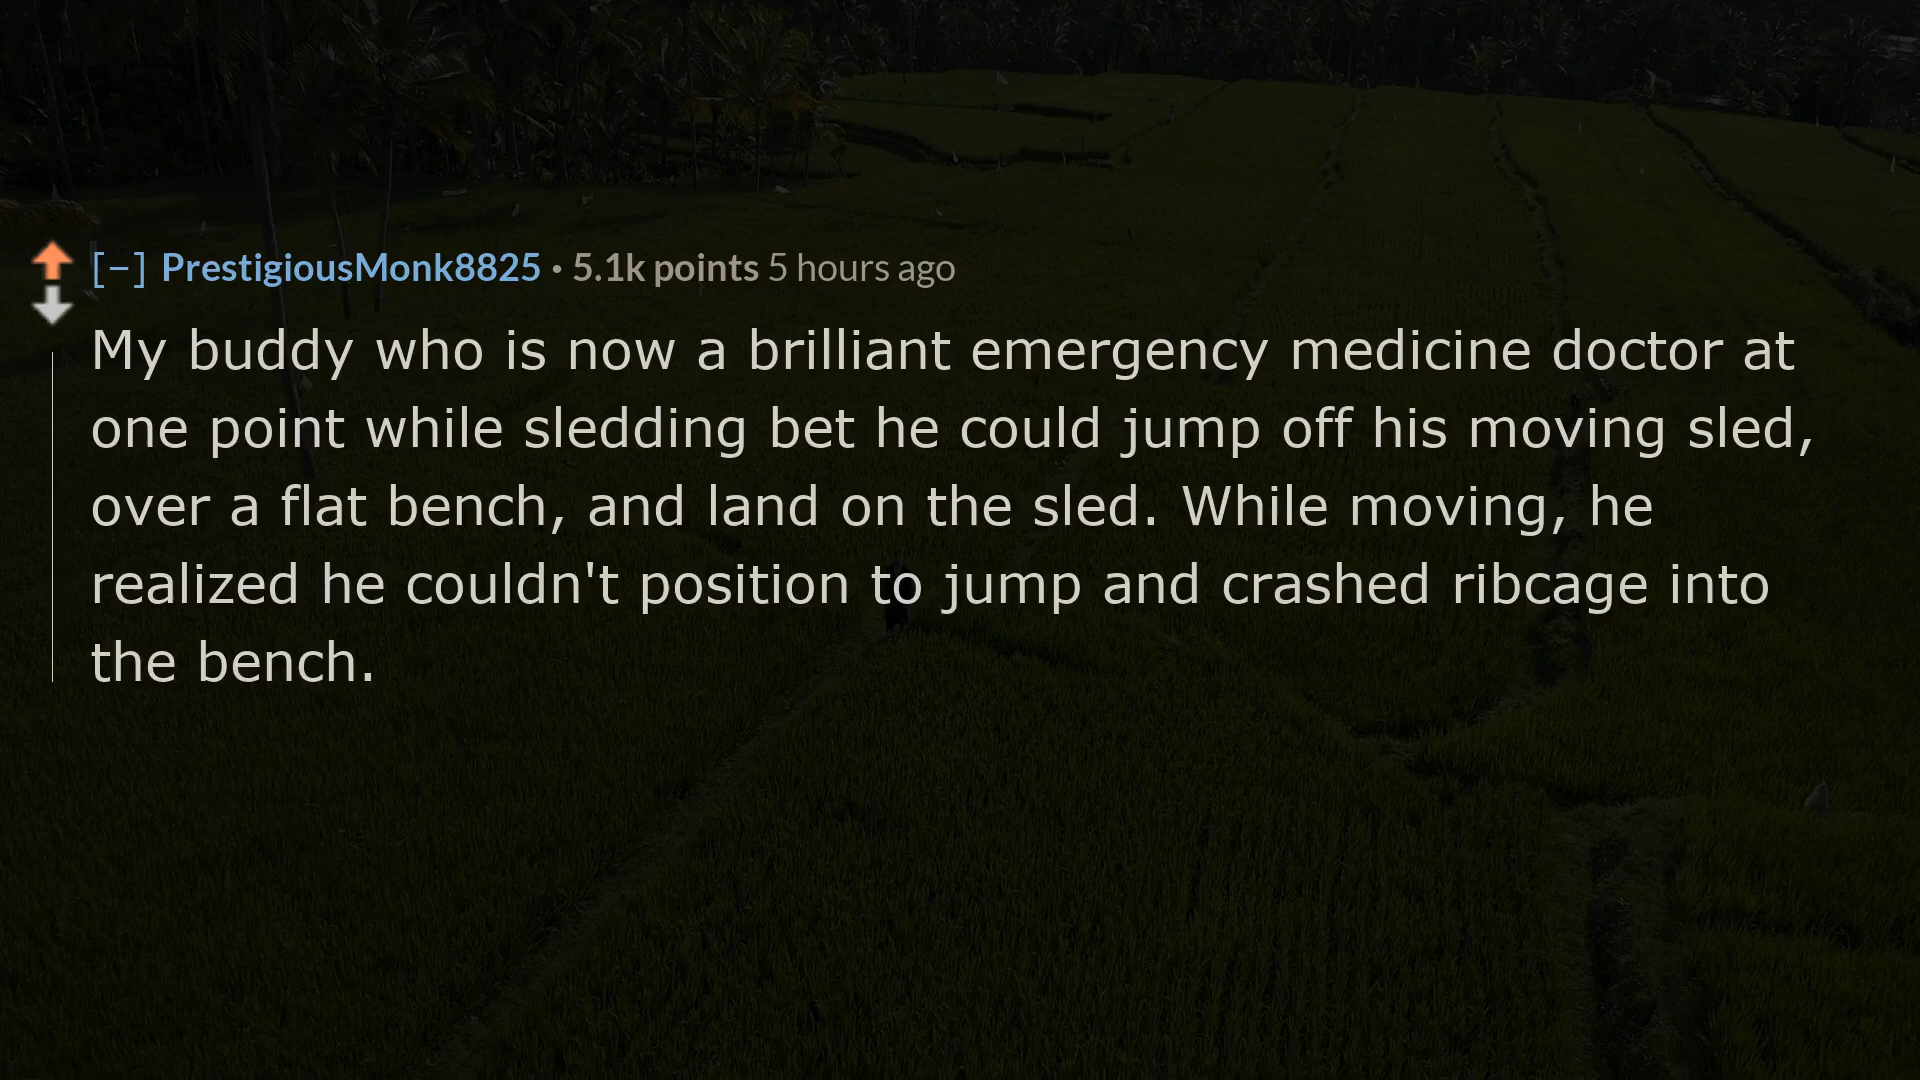 [−] PrestigiousMonk8825 • 5.1k points 5 hours ago
My buddy who is now a brilliant emergency medicine doctor at
one point while sledding bet he could jump off his moving sled,
over a flat bench, and land on the sled. While moving, he
realized he couldn't position to jump and crashed ribcage into
the bench.